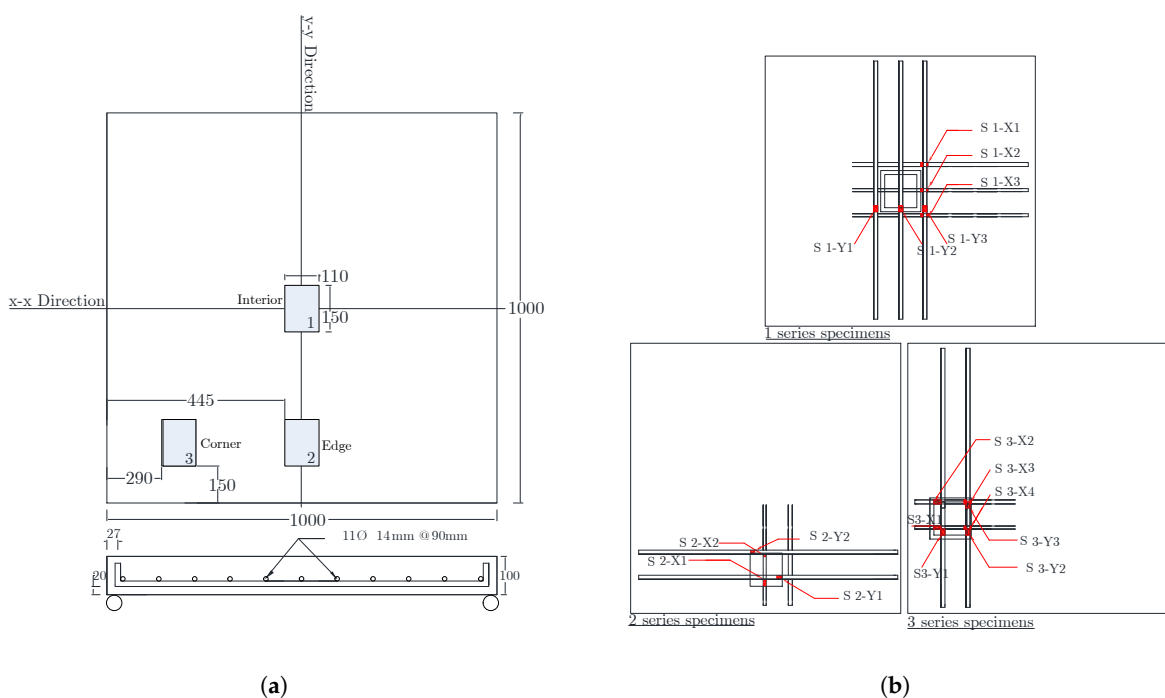 y-y Direction
x-x Direction
Interior
110
150
1
1000
445
Corner
3
Edge
2
290
150
1000
27
11Ø 14mm @90mm
20
100
(a)
S 1-X1
S 1-X2
S 1-X3
S 1-Y1
S 1-Y2
S 1-Y3
1 series specimens
S 2-X2
S 2-Y2
S 2-X1
S 2-Y1
2 series specimens
S 3-X2
S 3-X3
S 3-X4
S3-X1
S 3-Y3
S3-Y1
S 3-Y2
3 series specimens
(b)